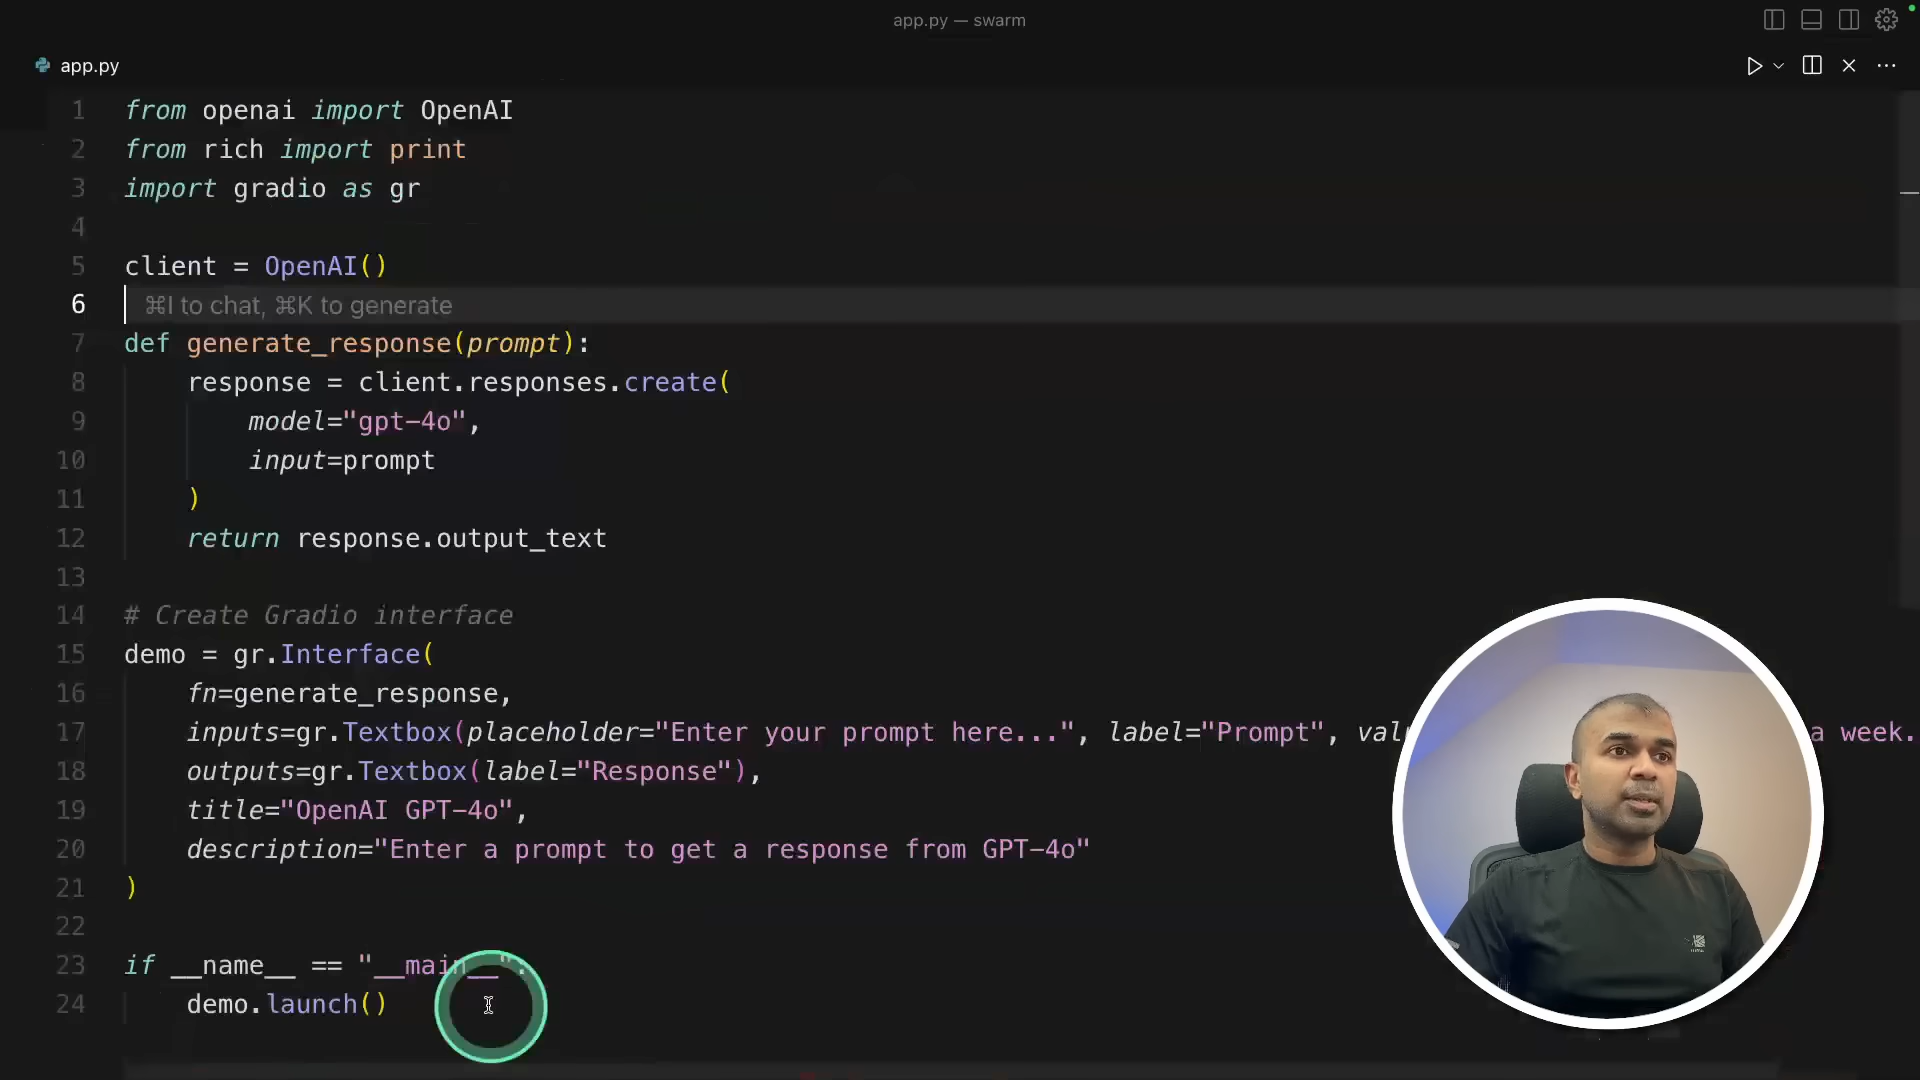 app.py — swarm
app.py
1 from openai import OpenAI
2 from rich import print
3 import gradio as gr
4
5 client = OpenAI()
6 ⌘I to chat, ⌘K to generate
7 def generate_response(prompt):
8 response = client.responses.create(
9 model="gpt-4o",
10 input=prompt
11 )
12 return response.output_text
13
14 # Create Gradio interface
15 demo = gr.Interface(
16 fn=generate_response,
17 inputs=gr.Textbox(placeholder="Enter your prompt here...", label="Prompt", a week.
18 outputs=gr.Textbox(label="Response"),
19 title="OpenAI GPT-4o",
20 description="Enter a prompt to get a response from GPT-4o"
21 )
22
23 if __name__ == "__main__":
24 demo.launch()